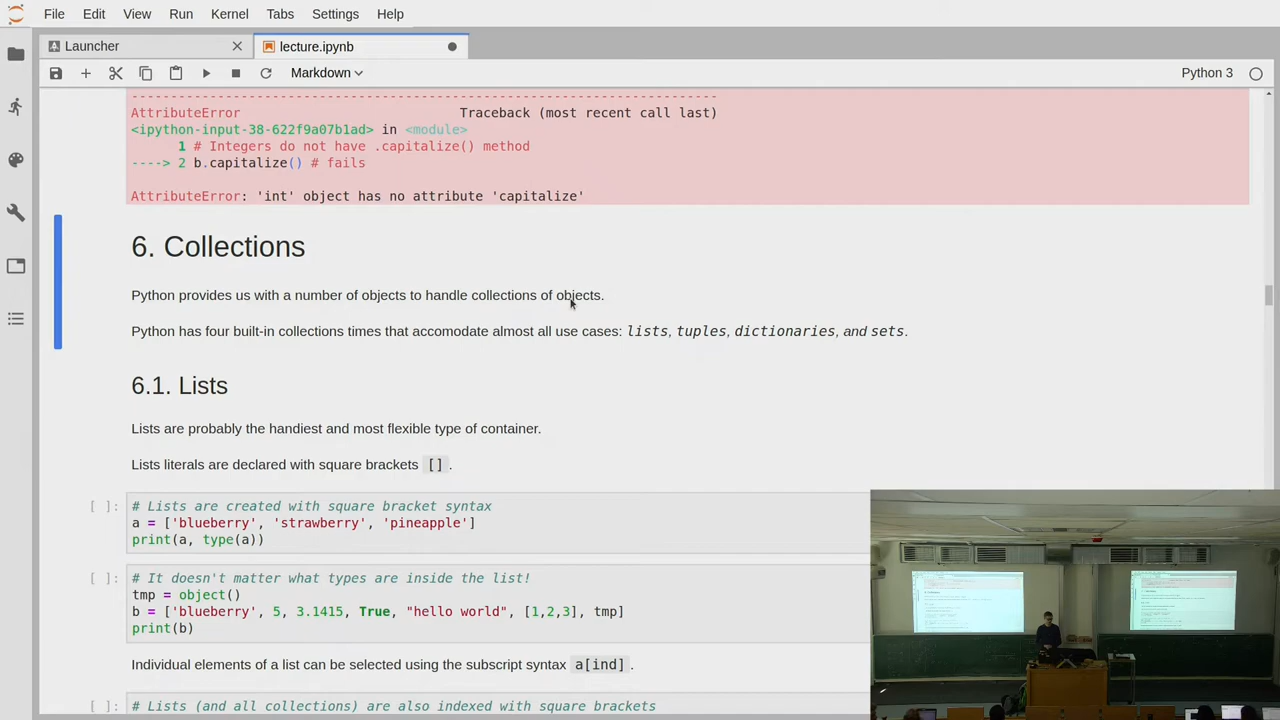 File Edit View Run Kernel Tabs Settings Help
Launcher
lecture.ipynb
Markdown
Python 3
---------------------------------------------------------------------------
AttributeError Traceback (most recent call last)
<ipython-input-38-622f9a07b1ad> in <module>
1 # Integers do not have .capitalize() method
----> 2 b.capitalize() # fails
AttributeError: 'int' object has no attribute 'capitalize'
6. Collections
Python provides us with a number of objects to handle collections of objects.
Python has four built-in collections times that accomodate almost all use cases: lists, tuples, dictionaries, and sets.
6.1. Lists
Lists are probably the handiest and most flexible type of container.
Lists literals are declared with square brackets [] .
[ ]: # Lists are created with square bracket syntax
a = ['blueberry', 'strawberry', 'pineapple']
print(a, type(a))
[ ]: # It doesn't matter what types are inside the list!
tmp = object()
b = ['blueberry', 5, 3.1415, True, "hello world", [1,2,3], tmp]
print(b)
Individual elements of a list can be selected using the subscript syntax a[ind] .
[ ]: # Lists (and all collections) are also indexed with square brackets